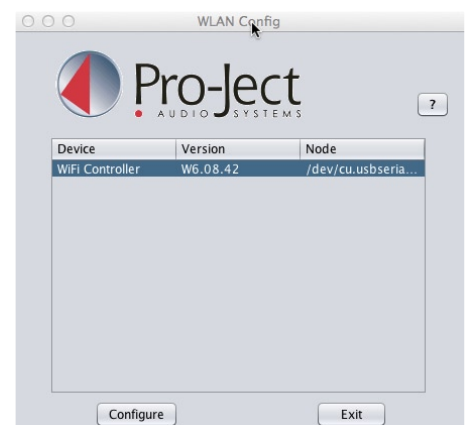 WLAN Config
Pro-Ject
AUDIO SYSTEMS
?
Device Version Node
WiFi Controller W6.08.42 /dev/cu.usbseria...
Configure Exit